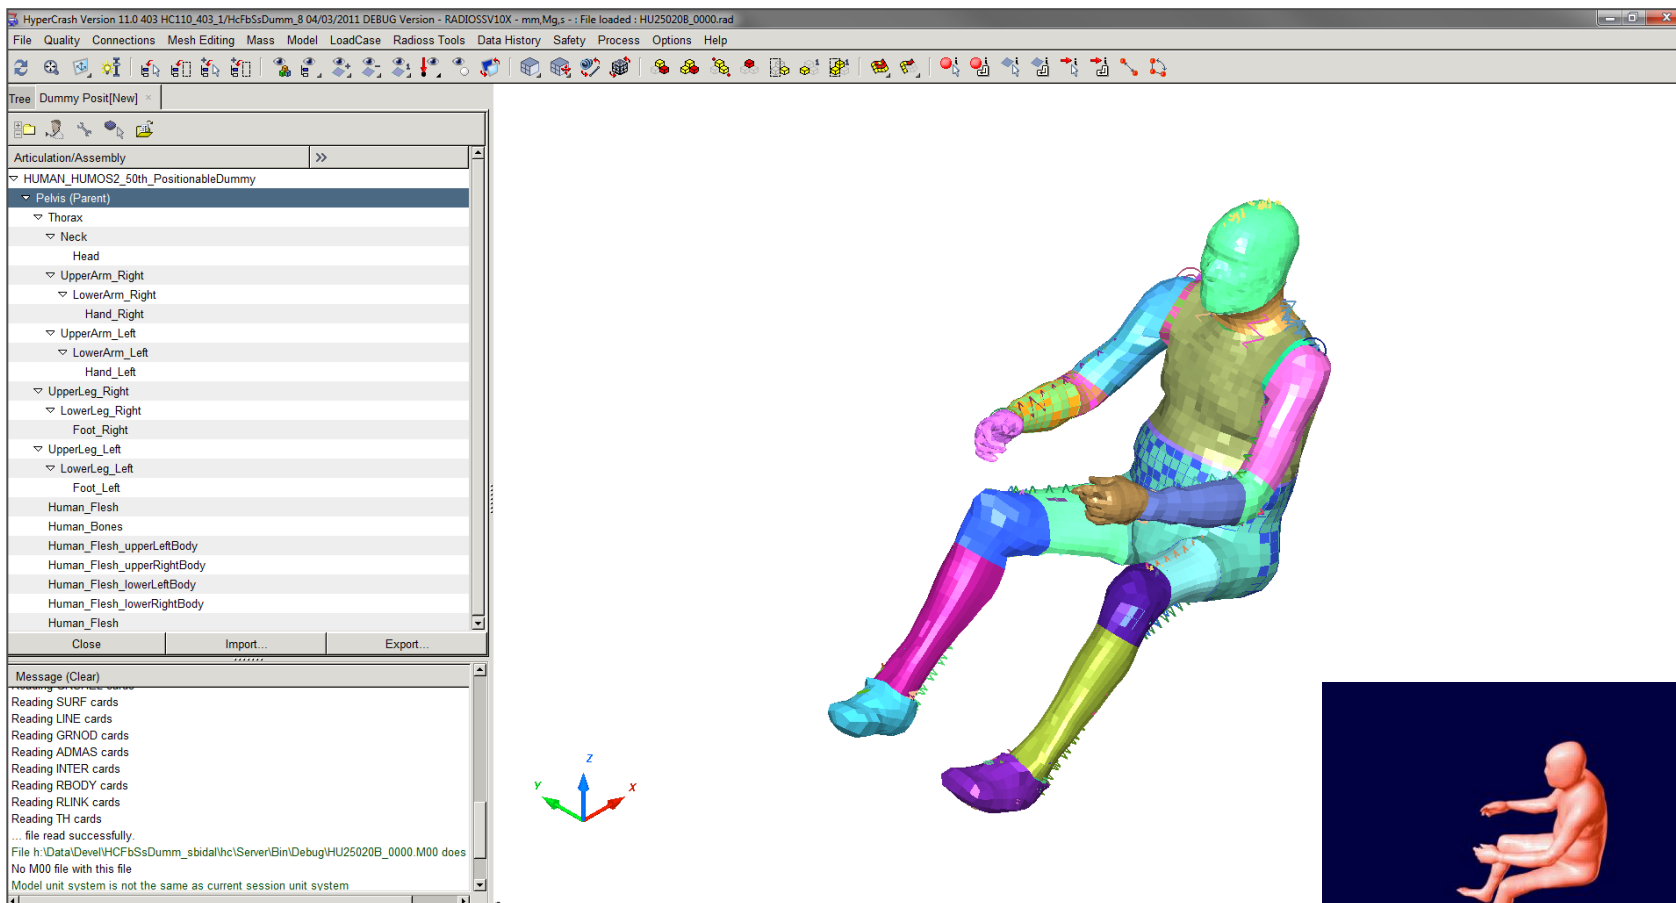 HyperCrash Version 11.0 403 HC110_403_1/HcFbSsDumm_8 04/03/2011 DEBUG Version - RADIOSSV10X - mm,Mg,s - : File loaded : HU25020B_0000.rad
File Quality Connections Mesh Editing Mass Model LoadCase Radioss Tools Data History Safety Process Options Help
Tree Dummy Posit[New]
Articulation/Assembly
HUMAN_HUMOS2_50th_PositionableDummy
Pelvis (Parent)
Thorax
Neck
Head
UpperArm_Right
LowerArm_Right
Hand_Right
UpperArm_Left
LowerArm_Left
Hand_Left
UpperLeg_Right
LowerLeg_Right
Foot_Right
UpperLeg_Left
LowerLeg_Left
Foot_Left
Human_Flesh
Human_Bones
Human_Flesh_upperLeftBody
Human_Flesh_upperRightBody
Human_Flesh_lowerLeftBody
Human_Flesh_lowerRightBody
Human_Flesh
Close Import... Export...
Message (Clear)
Reading SURF cards
Reading LINE cards
Reading GRNOD cards
Reading ADMAS cards
Reading INTER cards
Reading RBODY cards
Reading RLINK cards
Reading TH cards
... file read successfully.
File h:\Data\Devel\HCFbSsDumm_sbidal\hc\Server\Bin\Debug\HU25020B_0000.M00 does
No M00 file with this file
Model unit system is not the same as current session unit system
Z
Y
X